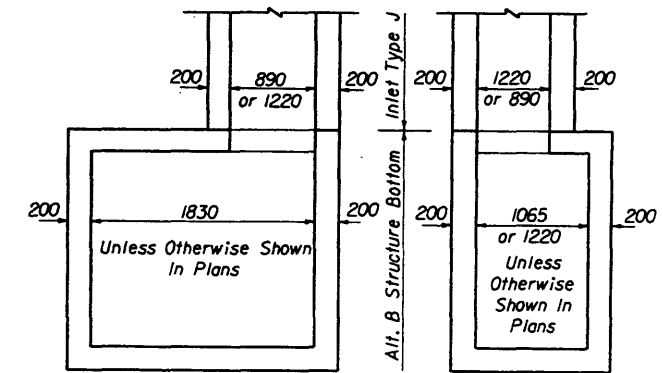 200
890
or 1220
200
Inlet Type J
200
1220
or 890
200
200
1830
200
Unless Otherwise Shown
In Plans
Alt. B Structure Bottom
200
1065
or 1220
200
Unless
Otherwise
Shown In
Plans